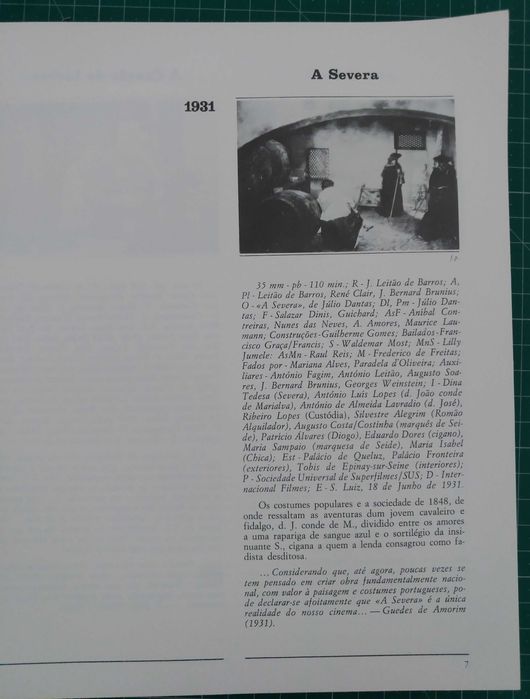 A Severa
1931
35 mm - pb - 110 min.; R - J. Leitão de Barros; A,
Pl - Leitão de Barros, René Clair, J. Bernard Brunius;
O - «A Severa», de Júlio Dantas; Dl, Pm - Júlio Dan-
tas; F - Salazar Dinis, Guichard; AsF - Aníbal Con-
treiras, Nunes das Neves, A. Amores, Maurice Lau-
mann; Construções - Guilherme Gomes; Bailados - Fran-
cisco Graça/Francis; S - Waldemar Most; MnS - Lilly
Jumele: AsMn - Raul Reis; M - Frederico de Freitas;
Fados por - Mariana Alves, Paradela d'Oliveira; Auxi-
liares - António Fagim, António Leitão, Augusto Soa-
res, J. Bernard Brunius, Georges Weinstein; I - Dina
Tedesa (Severa), António Luís Lopes (d. João conde
de Marialva), António de Almeida Lavradio (d. José),
Ribeiro Lopes (Custódia), Silvestre Alegrim (Romão
Alquilador), Augusto Costa/Costinha (marquês de Sei-
de), Patrício Álvares (Diogo), Eduardo Dores (cigano),
Maria Sampaio (marquesa de Seide), Maria Isabel
(Chica); Est - Palácio de Queluz, Palácio Fronteira
(exteriores), Tobis de Epinay-sur-Seine (interiores);
P - Sociedade Universal de Superfilmes/SUS; D - Inter-
nacional Filmes; E - S. Luiz, 18 de Junho de 1931.
Os costumes populares e a sociedade de 1848, de
onde ressaltam as aventuras dum jovem cavaleiro e
fidalgo, d. J. conde de M., dividido entre os amores
a uma rapariga de sangue azul e o sortilégio da insi-
nuante S., cigana a quem a lenda consagrou como fa-
dista desditosa.
... Considerando que, até agora, poucas vezes se
tem pensado em criar obra fundamentalmente nacio-
nal, com valor à paisagem e costumes portugueses, po-
de declarar-se afoitamente que «A Severa» é a única
realidade do nosso cinema... — Guedes de Amorim
(1931).
7